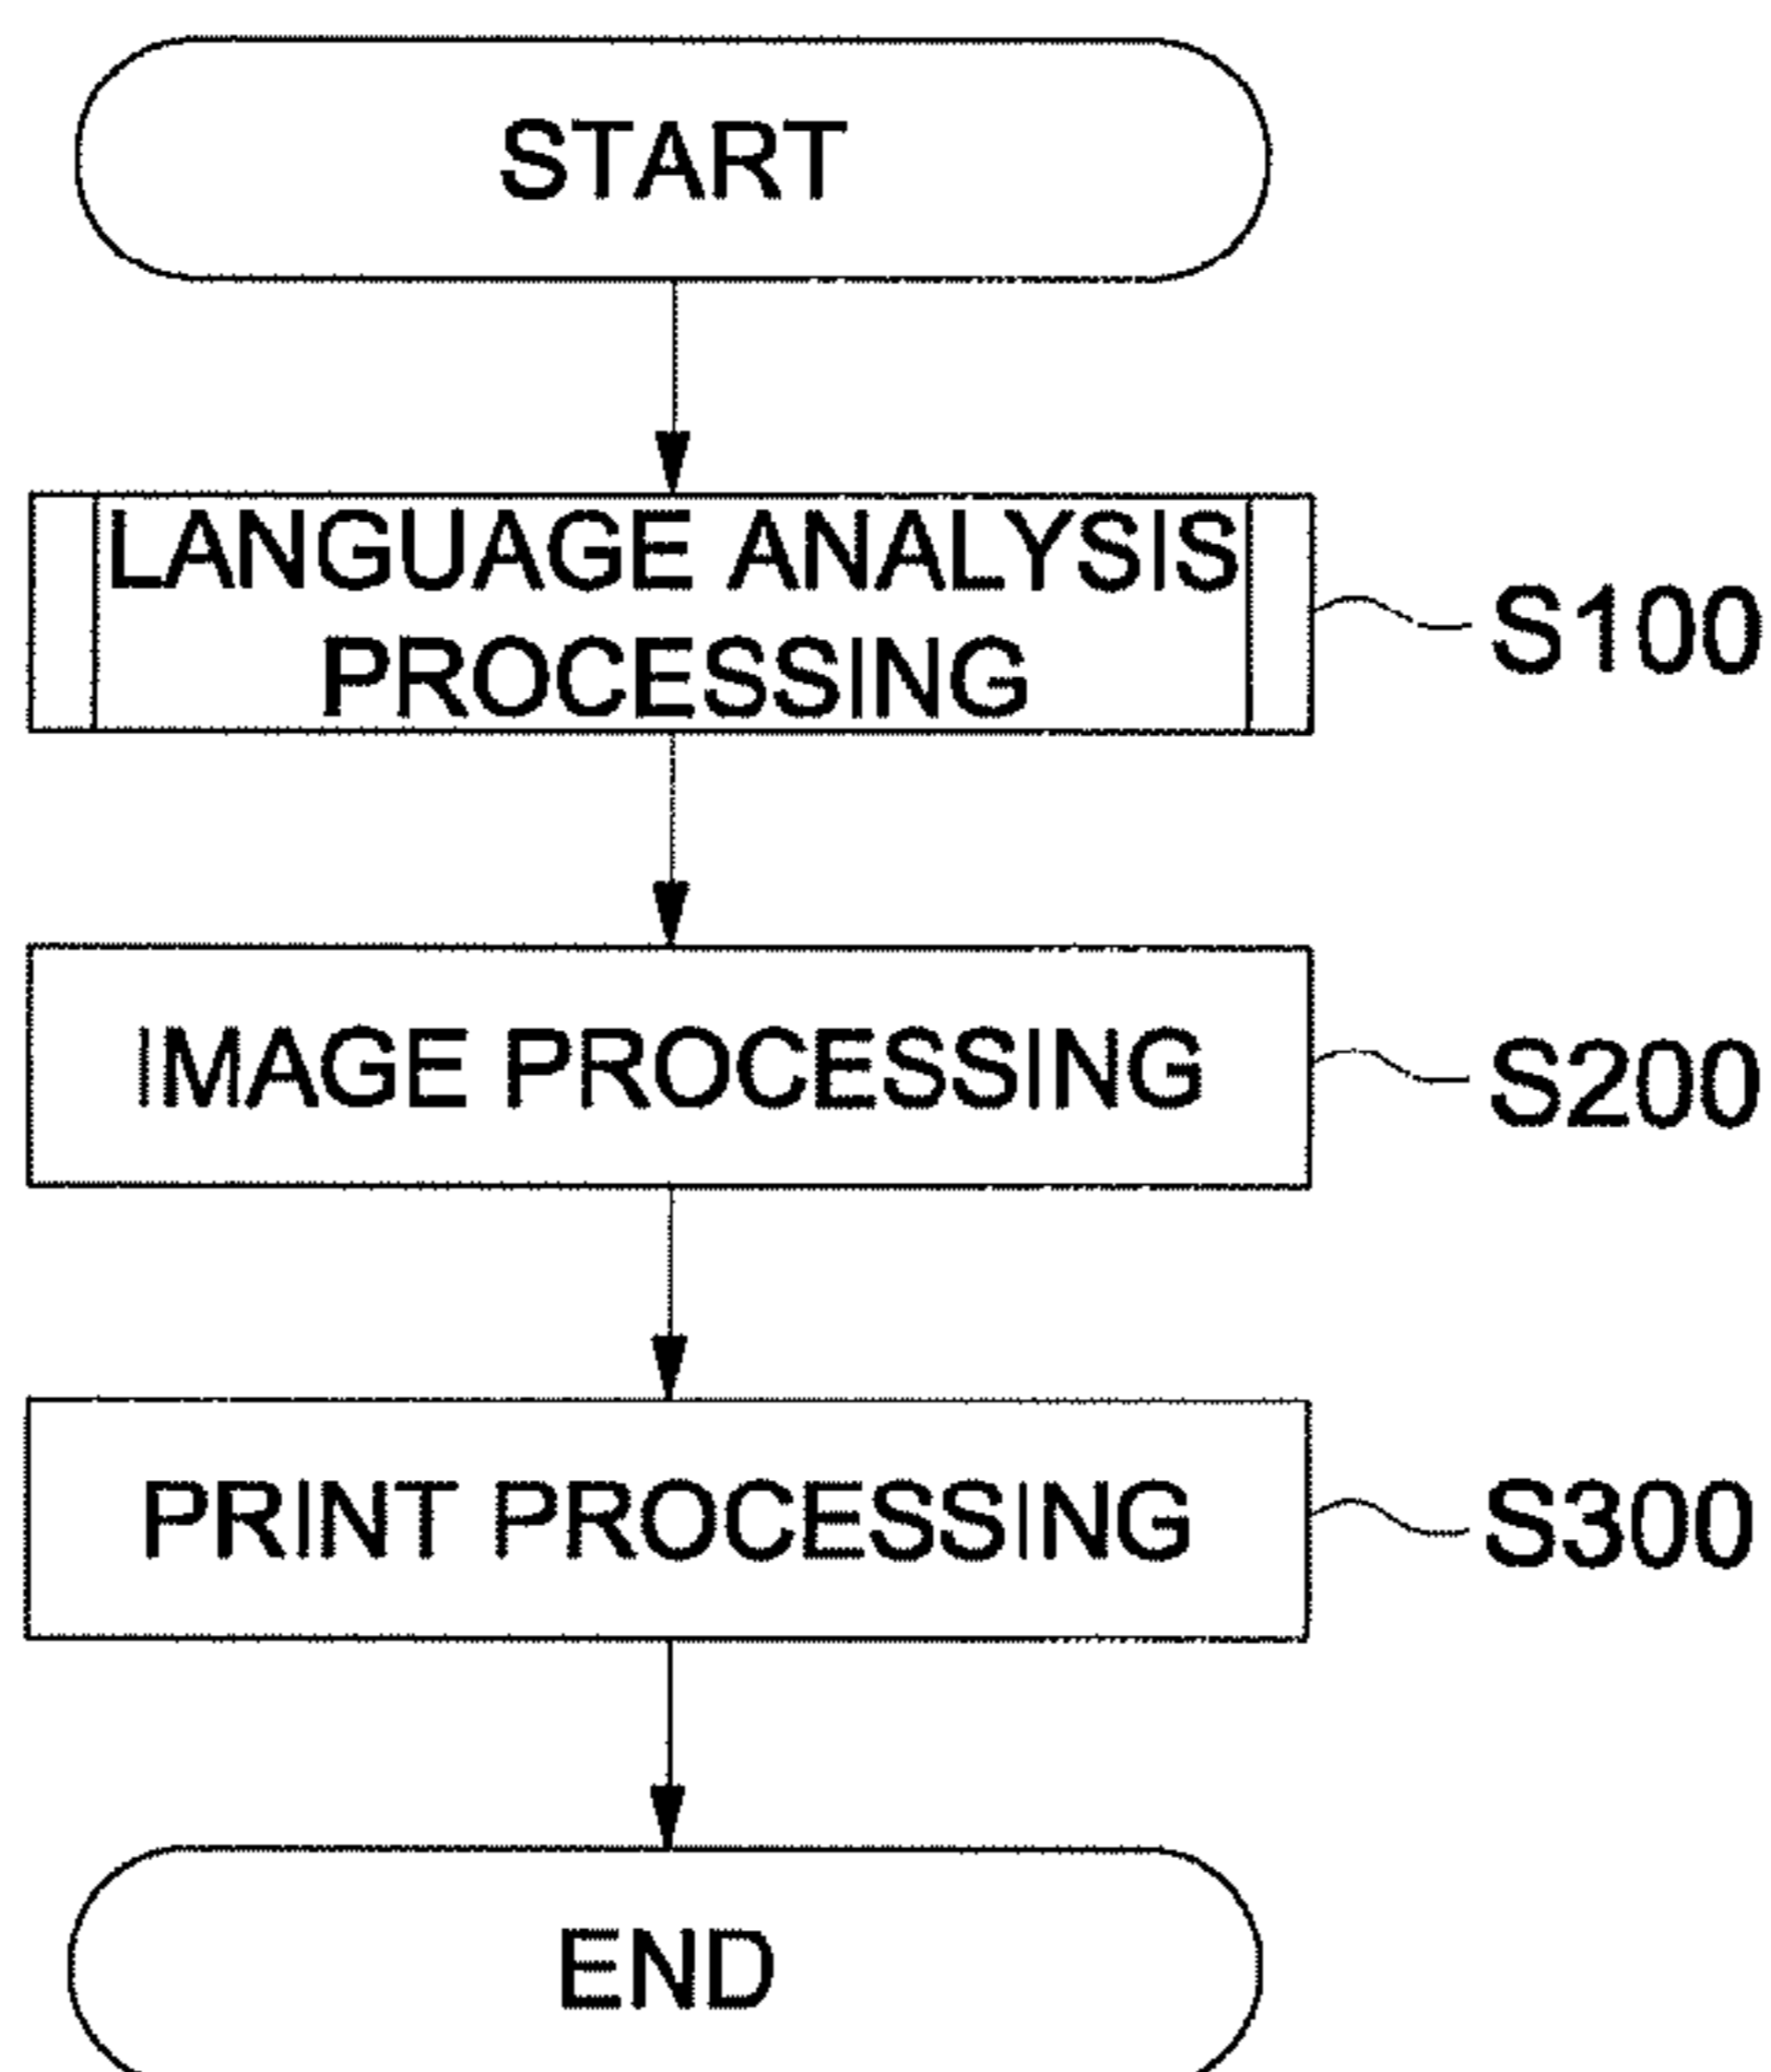 START
LANGUAGE ANALYSIS
PROCESSING
S100
IMAGE PROCESSING
S200
PRINT PROCESSING
S300
END